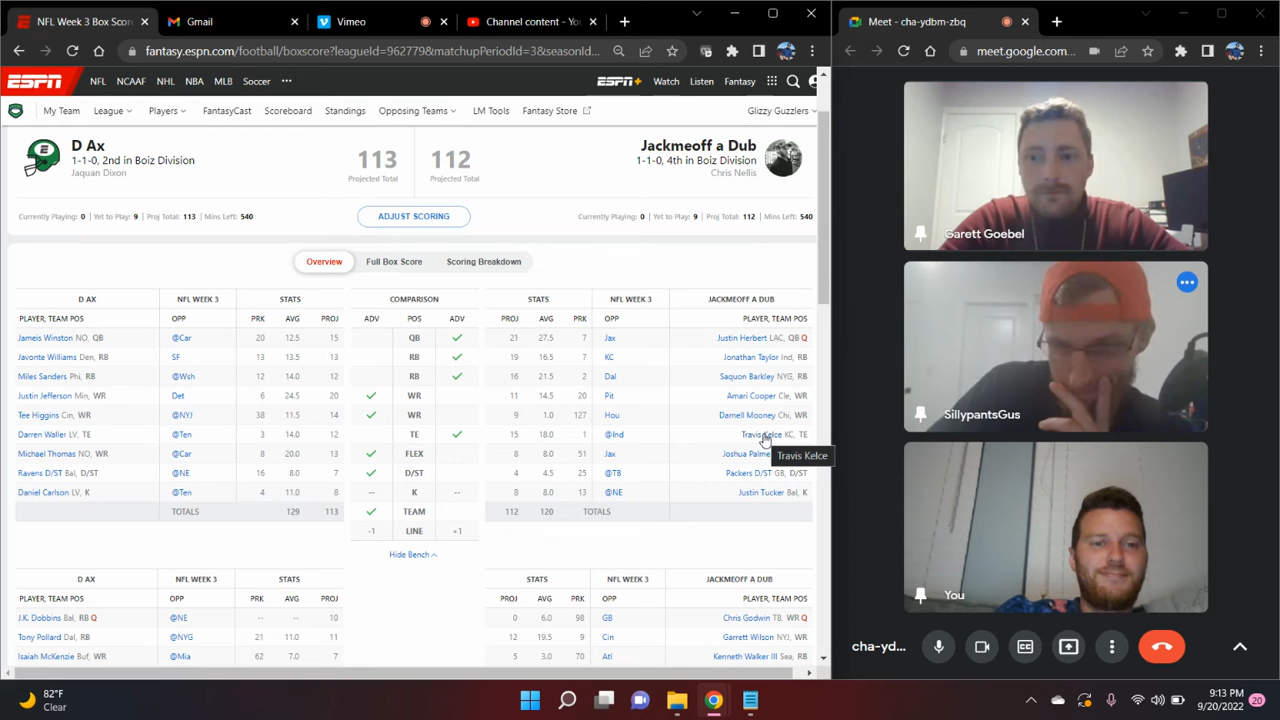 NFL Week 3 Box Scor
Gmail
Vimeo
Channel content - Yo
Meet - cha-ydbm-zbq
fantasy.espn.com/football/boxscore?leagueId=962779&matchupPeriodId=3&seasonId
meet.google.com...
ESPN
NFL NCAAF NHL NBA MLB Soccer
ESPN+ Watch Listen Fantasy
My Team League Players FantasyCast Scoreboard Standings Opposing Teams LM Tools Fantasy Store Glizzy Guzzlers
D Ax
1-1-0, 2nd in Boiz Division
Jaquan Dixon
113
Projected Total
112
Projected Total
Jackmeoff a Dub
1-1-0, 4th in Boiz Division
Chris Nellis
Currently Playing: 0 Yet to Play: 9 Proj Total: 113 Mins Left: 540
ADJUST SCORING
Currently Playing: 0 Yet to Play: 9 Proj Total: 112 Mins Left: 540
Overview Full Box Score Scoring Breakdown
D AX NFL WEEK 3 STATS COMPARISON STATS NFL WEEK 3 JACKMEOFF A DUB
PLAYER, TEAM POS OPP PRK AVG PROJ ADV POS ADV PROJ AVG PRK OPP PLAYER, TEAM POS
Jameis Winston NO, QB @Car 20 12.5 15 QB 21 27.5 7 Jax Justin Herbert LAC, QB Q
Javonte Williams Den, RB SF 13 13.5 13 RB 19 16.5 7 KC Jonathan Taylor Ind, RB
Miles Sanders Phi, RB @Wsh 12 14.0 12 RB 16 21.5 2 Dal Saquon Barkley NYG, RB
Justin Jefferson Min, WR Det 6 24.5 20 WR 11 14.5 20 Pit Amari Cooper Cle, WR
Tee Higgins Cin, WR @NYJ 38 11.5 14 WR 9 1.0 127 Hou Darnell Mooney Chi, WR
Darren Waller LV, TE @Ten 3 14.0 12 TE 15 18.0 1 @Ind Travis Kelce KC, TE
Michael Thomas NO, WR @Car 8 20.0 13 FLEX 8 8.0 51 Jax Joshua Palme
Travis Kelce
Ravens D/ST Bal, D/ST @NE 16 8.0 7 D/ST 4 4.5 25 @TB Packers D/ST GB, D/ST
Daniel Carlson LV, K @Ten 4 11.0 8 -- K -- 8 8.0 13 @NE Justin Tucker Bal, K
TOTALS 129 113 TEAM 112 120 TOTALS
-1 LINE +1
Hide Bench
D AX NFL WEEK 3 STATS STATS NFL WEEK 3 JACKMEOFF A DUB
PLAYER, TEAM POS OPP PRK AVG PROJ PROJ AVG PRK OPP PLAYER, TEAM POS
J.K. Dobbins Bal, RB Q @NE -- -- 10 0 6.0 98 GB Chris Godwin TB, WR Q
Tony Pollard Dal, RB @NYG 21 11.0 11 12 19.5 9 Cin Garrett Wilson NYJ, WR
Isaiah McKenzie Buf, WR @Mia 62 7.0 7 5 3.0 70 Atl Kenneth Walker III Sea, RB
Garett Goebel
SillypantsGus
You
cha-yd...
82°F
Clear
9:13 PM
9/20/2022
20